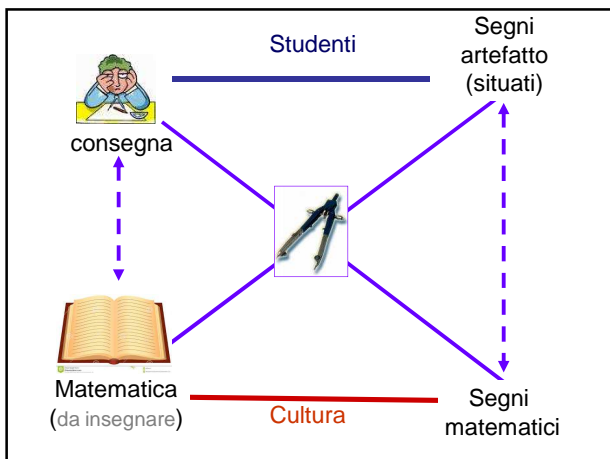 Studenti
Segni
artefatto
(situati)
consegna
Matematica
(da insegnare)
Cultura
Segni
matematici